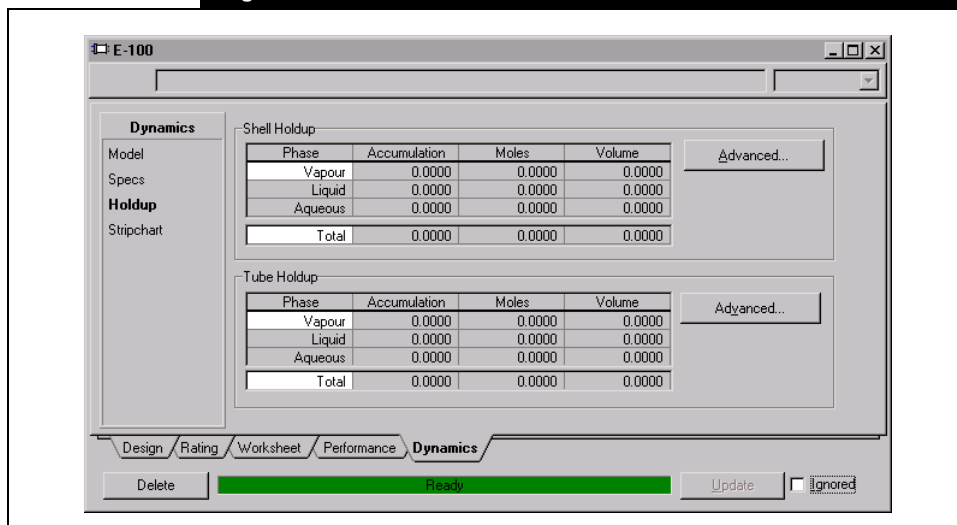 E-100
Dynamics
Model
Specs
Holdup
Stripchart
Shell Holdup
Phase Accumulation Moles Volume
Vapour 0.0000 0.0000 0.0000
Liquid 0.0000 0.0000 0.0000
Aqueous 0.0000 0.0000 0.0000
Total 0.0000 0.0000 0.0000
Advanced...
Tube Holdup
Phase Accumulation Moles Volume
Vapour 0.0000 0.0000 0.0000
Liquid 0.0000 0.0000 0.0000
Aqueous 0.0000 0.0000 0.0000
Total 0.0000 0.0000 0.0000
Advanced...
Design Rating Worksheet Performance Dynamics
Delete Ready Update Ignored